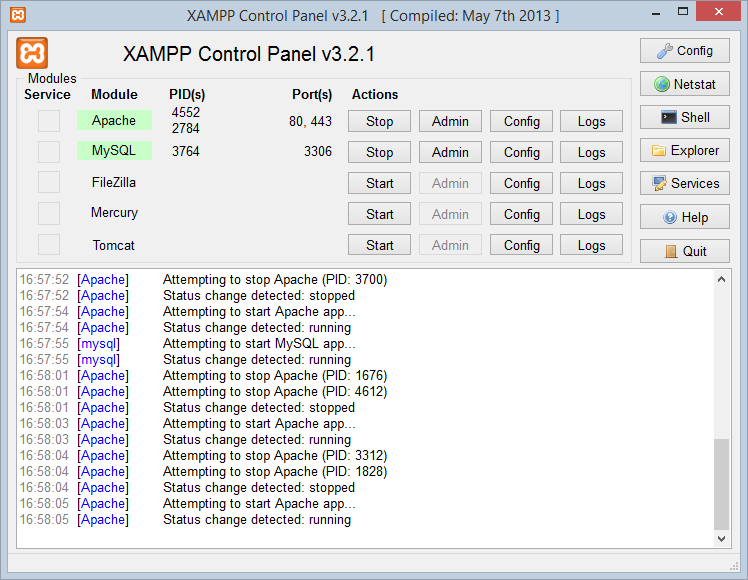 XAMPP Control Panel v3.2.1 [ Compiled: May 7th 2013 ]
XAMPP Control Panel v3.2.1
Config
Netstat
Shell
Explorer
Services
Help
Quit
Modules
Service Module PID(s) Port(s) Actions
Apache 4552 2784 80, 443 Stop Admin Config Logs
MySQL 3764 3306 Stop Admin Config Logs
FileZilla Start Admin Config Logs
Mercury Start Admin Config Logs
Tomcat Start Admin Config Logs
16:57:52 [Apache] Attempting to stop Apache (PID: 3700)
16:57:52 [Apache] Status change detected: stopped
16:57:54 [Apache] Attempting to start Apache app...
16:57:54 [Apache] Status change detected: running
16:57:55 [mysql] Attempting to start MySQL app...
16:57:55 [mysql] Status change detected: running
16:58:01 [Apache] Attempting to stop Apache (PID: 1676)
16:58:01 [Apache] Attempting to stop Apache (PID: 4612)
16:58:01 [Apache] Status change detected: stopped
16:58:03 [Apache] Attempting to start Apache app...
16:58:03 [Apache] Status change detected: running
16:58:04 [Apache] Attempting to stop Apache (PID: 3312)
16:58:04 [Apache] Attempting to stop Apache (PID: 1828)
16:58:04 [Apache] Status change detected: stopped
16:58:05 [Apache] Attempting to start Apache app...
16:58:05 [Apache] Status change detected: running